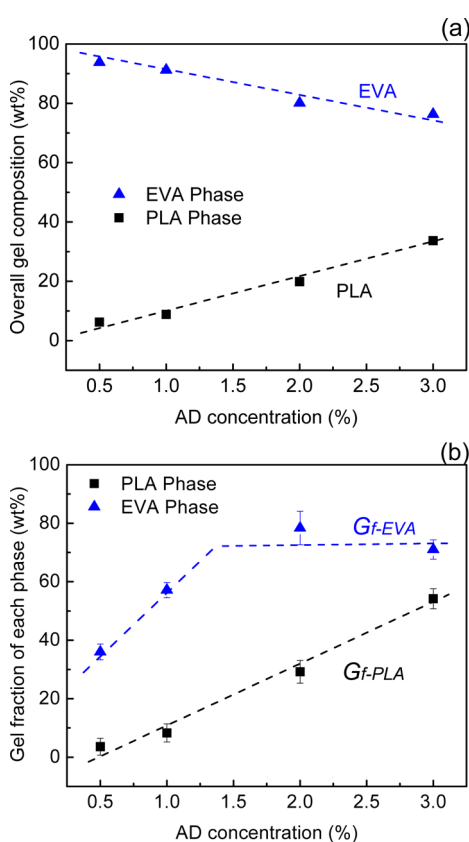 (a)
100
80
60
40
20
0
Overall gel composition (wt%)
EVA
EVA Phase
PLA Phase
PLA
0.5 1.0 1.5 2.0 2.5 3.0
AD concentration (%)
(b)
100
80
60
40
20
0
Gel fraction of each phase (wt%)
PLA Phase
EVA Phase
Gf-EVA
Gf-PLA
0.5 1.0 1.5 2.0 2.5 3.0
AD concentration (%)